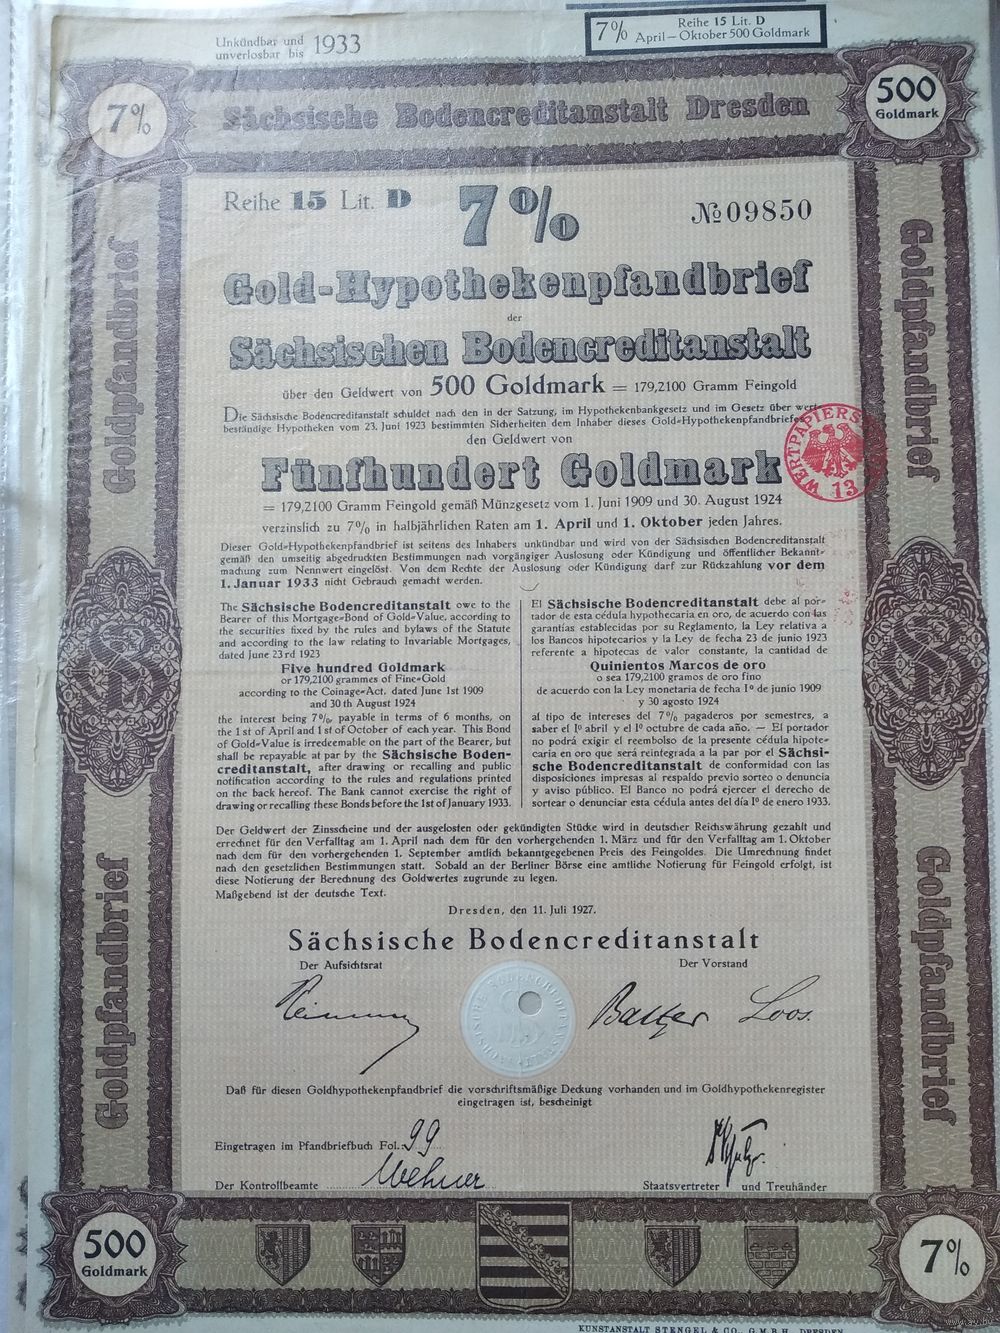 Unkündbar und
unverlosbar bis 1933
7% Reihe 15 Lit. D
April — Oktober 500 Goldmark
7%
Sächsische Bodencreditanstalt Dresden
500
Goldmark
Reihe 15 Lit. D 7% №09850
Gold-Hypothekenpfandbrief
der
Sächsischen Bodencreditanstalt
über den Geldwert von 500 Goldmark = 179,2100 Gramm Feingold
Die Sächsische Bodencreditanstalt schuldet nach den in der Satzung, im Hypothekenbankgesetz und im Gesetz über wert-
beständige Hypotheken vom 23. Juni 1923 bestimmten Sicherheiten dem Inhaber dieses Gold-Hypothekenpfandbriefes
den Geldwert von
Fünfhundert Goldmark
WERTPAPIERS
13
= 179,2100 Gramm Feingold gemäß Münzgesetz vom 1. Juni 1909 und 30. August 1924
verzinslich zu 7% in halbjährlichen Raten am 1. April und 1. Oktober jeden Jahres.
Dieser Gold-Hypothekenpfandbrief ist seitens des Inhabers unkündbar und wird von der Sächsischen Bodencreditanstalt
gemäß den umseitig abgedruckten Bestimmungen nach vorgängiger Auslosung oder Kündigung und öffentlicher Bekannt-
machung zum Nennwert eingelöst. Von dem Rechte der Auslosung oder Kündigung darf zur Rückzahlung vor dem
1. Januar 1933 nicht Gebrauch gemacht werden.
The Sächsische Bodencreditanstalt owe to the
Bearer of this Mortgage-Bond of Gold-Value, according to
the securities fixed by the rules and bylaws of the Statute
and according to the law relating to Invariable Mortgages,
dated June 23rd 1923
Five hundred Goldmark
or 179,2100 grammes of Fine-Gold
according to the Coinage-Act, dated June 1st 1909
and 30th August 1924
the interest being 7%, payable in terms of 6 months, on
the 1st of April and 1st of October of each year. This Bond
of Gold-Value is irredeemable on the part of the Bearer, but
shall be repayable at par by the Sächsische Boden-
creditanstalt, after drawing or recalling and public
notification according to the rules and regulations printed
on the back hereof. The Bank cannot exercise the right of
drawing or recalling these Bonds before the 1st of January 1933.
El Sächsische Bodencreditanstalt debe al por-
tador de esta cédula hypothecaria en oro, de acuerdo con las
garantías establecidas por su Reglamento, la Ley relativa a
los Bancos hipotecarios y la Ley de fecha 23 de junio 1923
referente a hipotecas de valor constante, la cantidad de
Quinientos Marcos de oro
o sea 179,2100 gramos de oro fino
de acuerdo con la Ley monetaria de fecha 1º de junio 1909
y 30 agosto 1924
al tipo de intereses del 7% pagaderos por semestres, a
saber el 1º abril y el 1º octubre de cada año. — El portador
no podrá exigir el reembolso de la presente cédula hipote-
caria en oro que será reintegrada a la par por el Sächsi-
sche Bodencreditanstalt de conformidad con las
disposiciones impresas al respaldo previo sorteo o denuncia
y aviso público. El Banco no podrá ejercer el derecho de
sortear o denunciar esta cédula antes del día 1º de enero 1933.
Der Geldwert der Zinsscheine und der ausgelosten oder gekündigten Stücke wird in deutscher Reichswährung gezahlt und
errechnet für den Verfalltag am 1. April nach dem für den vorhergehenden 1. März und für den Verfalltag am 1. Oktober
nach dem für den vorhergehenden 1. September amtlich bekanntgegebenen Preis des Feingoldes. Die Umrechnung findet
nach den gesetzlichen Bestimmungen statt. Sobald an der Berliner Börse eine amtliche Notierung für Feingold erfolgt, ist
diese Notierung der Berechnung des Goldwertes zugrunde zu legen.
Maßgebend ist der deutsche Text.
Dresden, den 11. Juli 1927.
Sächsische Bodencreditanstalt
Der Aufsichtsrat
Der Vorstand
Baltzer Loos.
Daß für diesen Goldhypothekenpfandbrief die vorschriftsmäßige Deckung vorhanden und im Goldhypothekenregister
eingetragen ist, bescheinigt
Eingetragen im Pfandbriefbuch Fol. 99
Der Kontrollbeamte Wehner
Staatsvertreter und Treuhänder
Goldpfandbrief
Goldpfandbrief
Goldpfandbrief
Goldpfandbrief
500
Goldmark
7%
KUNSTANSTALT STENGEL & CO., G.M.B.H., DRESDEN